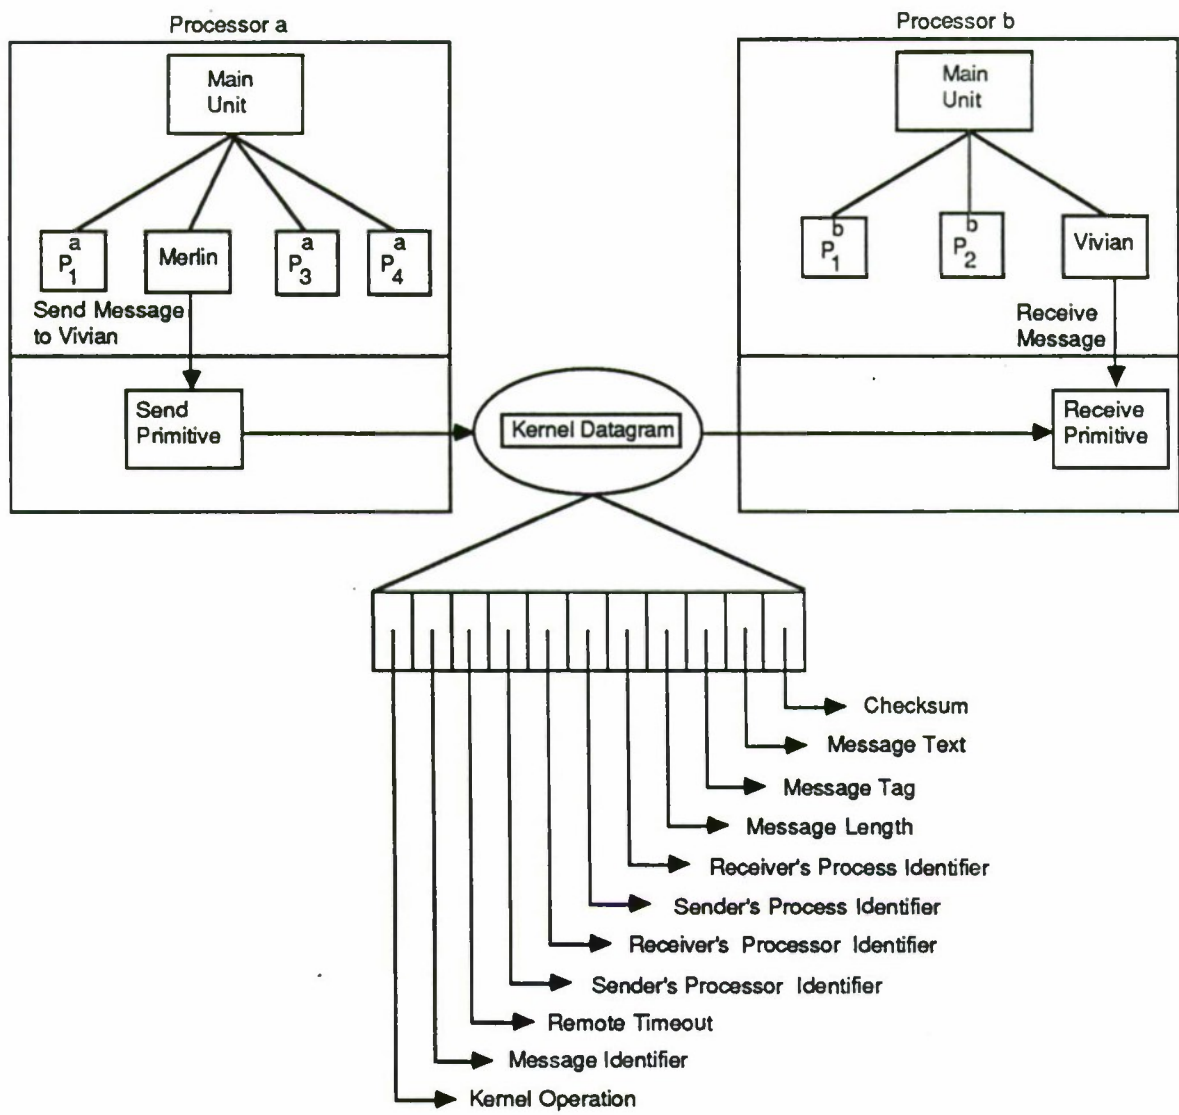 Processor a
Processor b
Main
Unit
Main
Unit
a
P
1
Merlin
a
P
3
a
P
4
b
P
1
b
P
2
Vivian
Send Message
to Vivian
Receive
Message
Send
Primitive
Kernel Datagram
Receive
Primitive
Checksum
Message Text
Message Tag
Message Length
Receiver's Process Identifier
Sender's Process Identifier
Receiver's Processor Identifier
Sender's Processor Identifier
Remote Timeout
Message Identifier
Kernel Operation